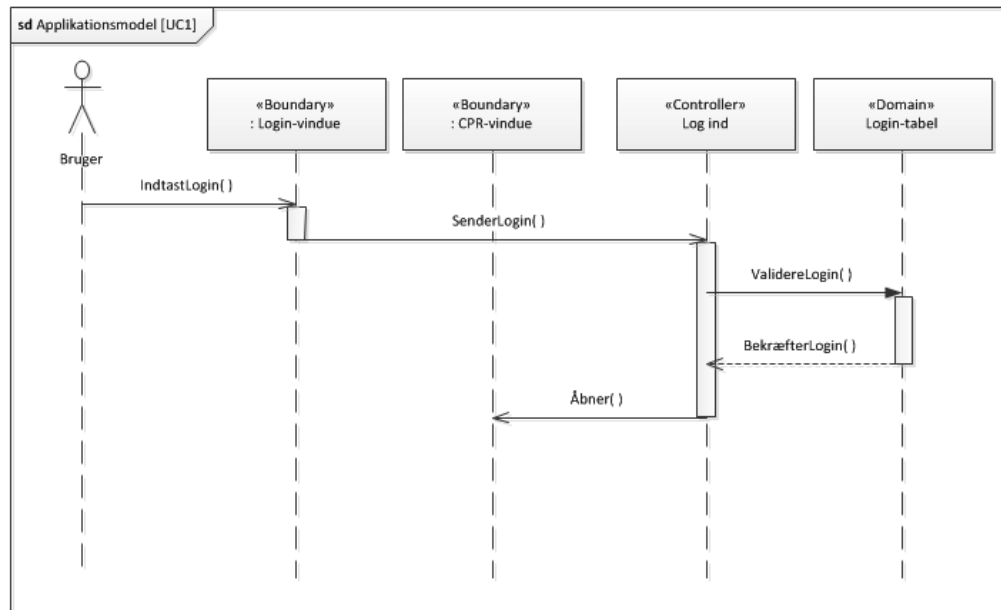 sd Applikationsmodel [UC1]
Bruger
«Boundary»
: Login-vindue
«Boundary»
: CPR-vindue
«Controller»
Log ind
«Domain»
Login-tabel
IndtastLogin( )
SenderLogin( )
ValidereLogin( )
BekræfterLogin( )
Åbner( )